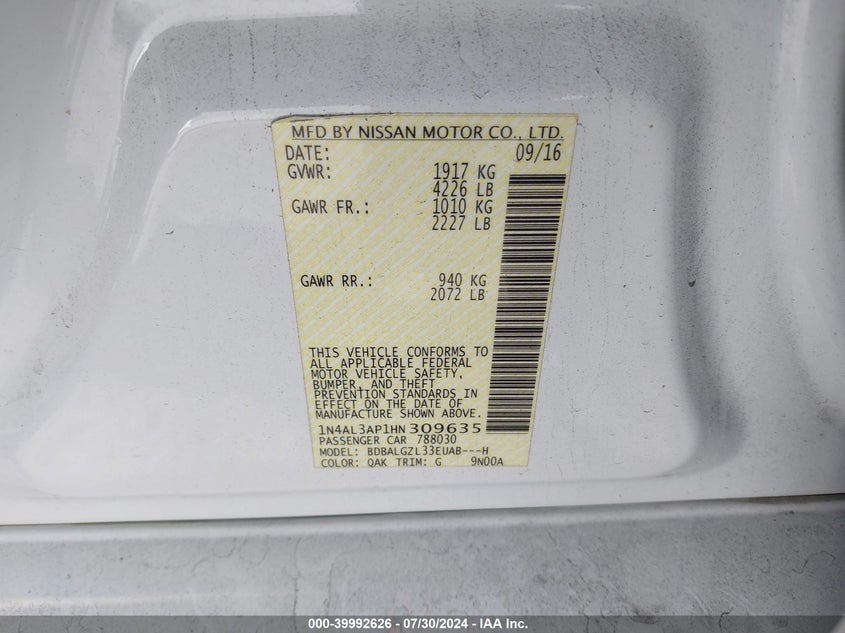 MFD BY NISSAN MOTOR CO., LTD.
DATE: 09/16
GVWR: 1917 KG
4226 LB
GAWR FR.: 1010 KG
2227 LB
GAWR RR.: 940 KG
2072 LB
THIS VEHICLE CONFORMS TO
ALL APPLICABLE FEDERAL
MOTOR VEHICLE SAFETY,
BUMPER, AND THEFT
PREVENTION STANDARDS IN
EFFECT ON THE DATE OF
MANUFACTURE SHOWN ABOVE.
1N4AL3AP1HN309635
PASSENGER CAR 788030
MODEL: BDBALGZL33EUAB---H
COLOR: QAK TRIM: G 9N00A
000-39992626 - 07/30/2024 - IAA Inc.